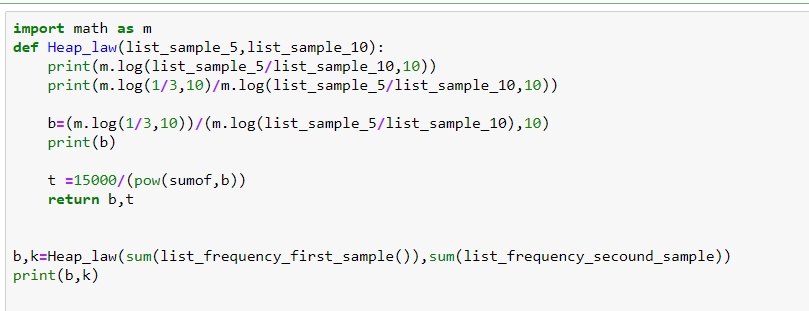 import math as m
def Heap_law(list_sample_5,list_sample_10):
    print(m.log(list_sample_5/list_sample_10,10))
    print(m.log(1/3,10)/m.log(list_sample_5/list_sample_10,10))
    b=(m.log(1/3,10))/(m.log(list_sample_5/list_sample_10),10)
    print(b)
    t =15000/(pow(sumof,b))
    return b,t
b,k=Heap_law(sum(list_frequency_first_sample()),sum(list_frequency_secound_sample))
print(b,k)